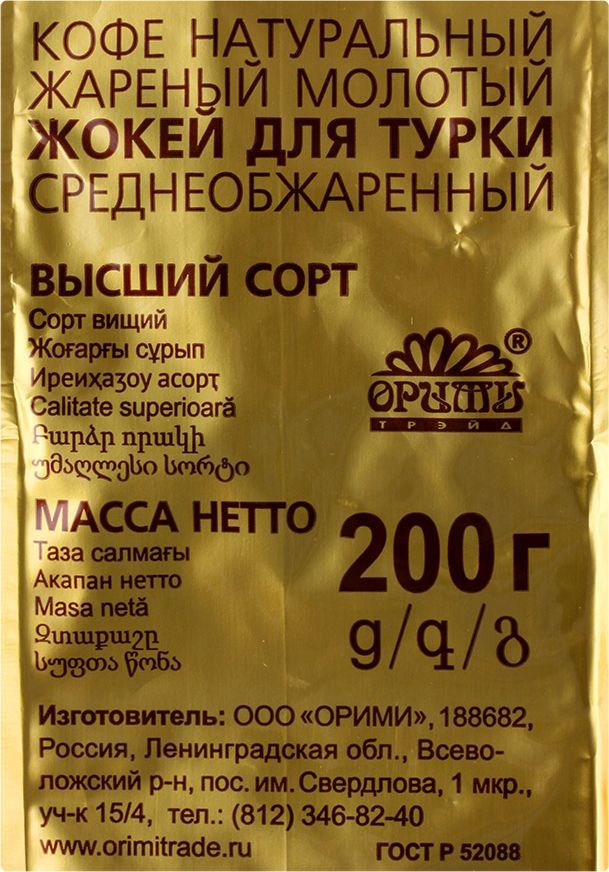 КОФЕ НАТУРАЛЬНЫЙ
ЖАРЕНЫЙ МОЛОТЫЙ
ЖОКЕЙ ДЛЯ ТУРКИ
СРЕДНЕОБЖАРЕННЫЙ
ВЫСШИЙ СОРТ
Сорт вищий
Жоғарғы сұрып
Иреиҳаӡоу асорҭ
Calitate superioară
Բարձր որակի
უმაღლესი სორტი
®
ОРИМИ
ТРЭЙД
МАССА НЕТТО
Таза салмағы
Акапан нетто
Masa netă
Զտաքաշը
სუფთა წონა
200 г
g/գ/გ
Изготовитель: ООО «ОРИМИ», 188682,
Россия, Ленинградская обл., Всево-
ложский р-н, пос. им. Свердлова, 1 мкр.,
уч-к 15/4, тел.: (812) 346-82-40
www.orimitrade.ru
ГОСТ Р 52088